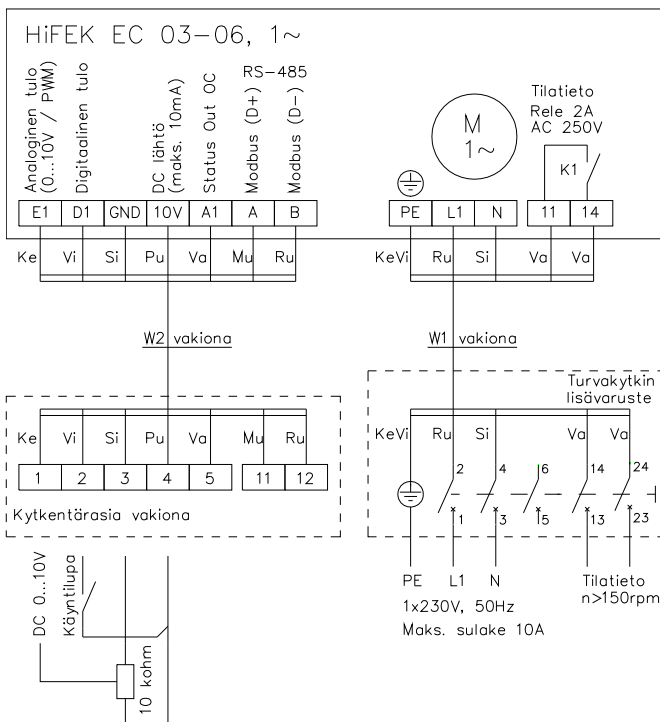 HiFEK EC 03-06, 1~
Analoginen tulo
(0...10V / PWM)
Digitaalinen tulo
DC lähtö
(maks. 10mA)
Status Out OC
RS-485
Modbus (D+)
Modbus (D-)
M
1~
Tilatieto
Rele 2A
AC 250V
K1
E1 D1 GND 10V A1 A B
PE L1 N 11 14
Ke Vi Si Pu Va Mu Ru
KeVi Ru Si Va Va
W2 vakiona
W1 vakiona
Turvakytkin
lisävaruste
Ke Vi Si Pu Va Mu Ru
1 2 3 4 5 11 12
Kytkentärasia vakiona
KeVi Ru Si Va Va
2 4 6 14 24
1 3 5 13 23
DC 0...10V
Käyntilupa
10 kohm
PE L1 N
1x230V, 50Hz
Maks. sulake 10A
Tilatieto
n>150rpm